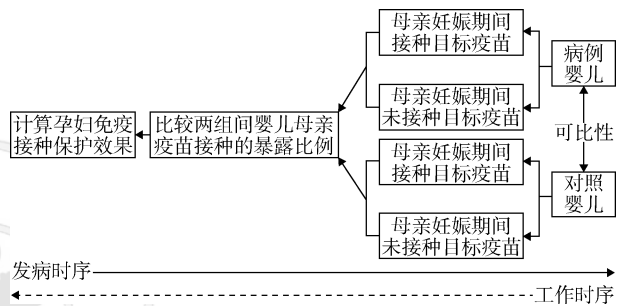 母亲妊娠期间
接种目标疫苗
病例
婴儿
母亲妊娠期间
未接种目标疫苗
计算孕妇免疫
接种保护效果
比较两组间婴儿母亲
疫苗接种的暴露比例
可比性
母亲妊娠期间
接种目标疫苗
对照
婴儿
母亲妊娠期间
未接种目标疫苗
发病时序
工作时序